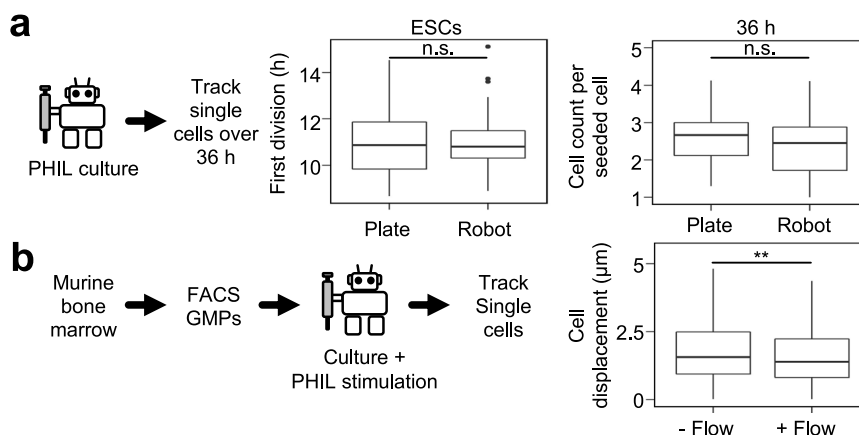 a
PHIL culture
Track
single
cells over
36 h
ESCs
n.s.
First division (h)
14
12
10
Plate
Robot
36 h
n.s.
Cell count per
seeded cell
5
4
3
2
1
Plate
Robot
b
Murine
bone
marrow
FACS
GMPs
Culture +
PHIL stimulation
Track
Single
cells
**
Cell
displacement (µm)
5
2.5
0
- Flow
+ Flow